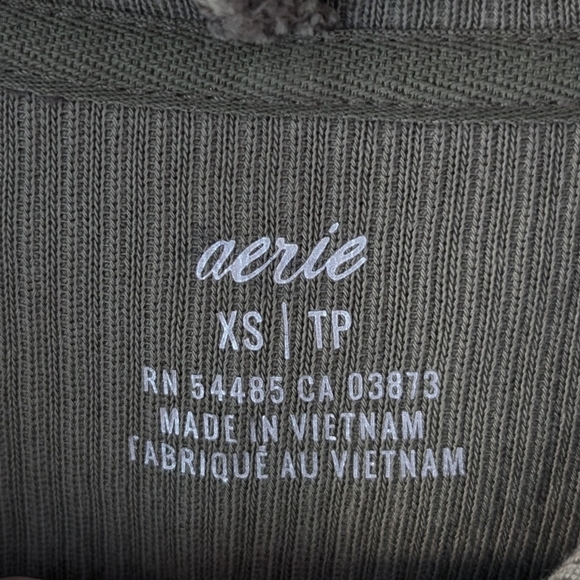 aerie
XS | TP
RN 54485 CA 03873
MADE IN VIETNAM
FABRIQUÉ AU VIETNAM